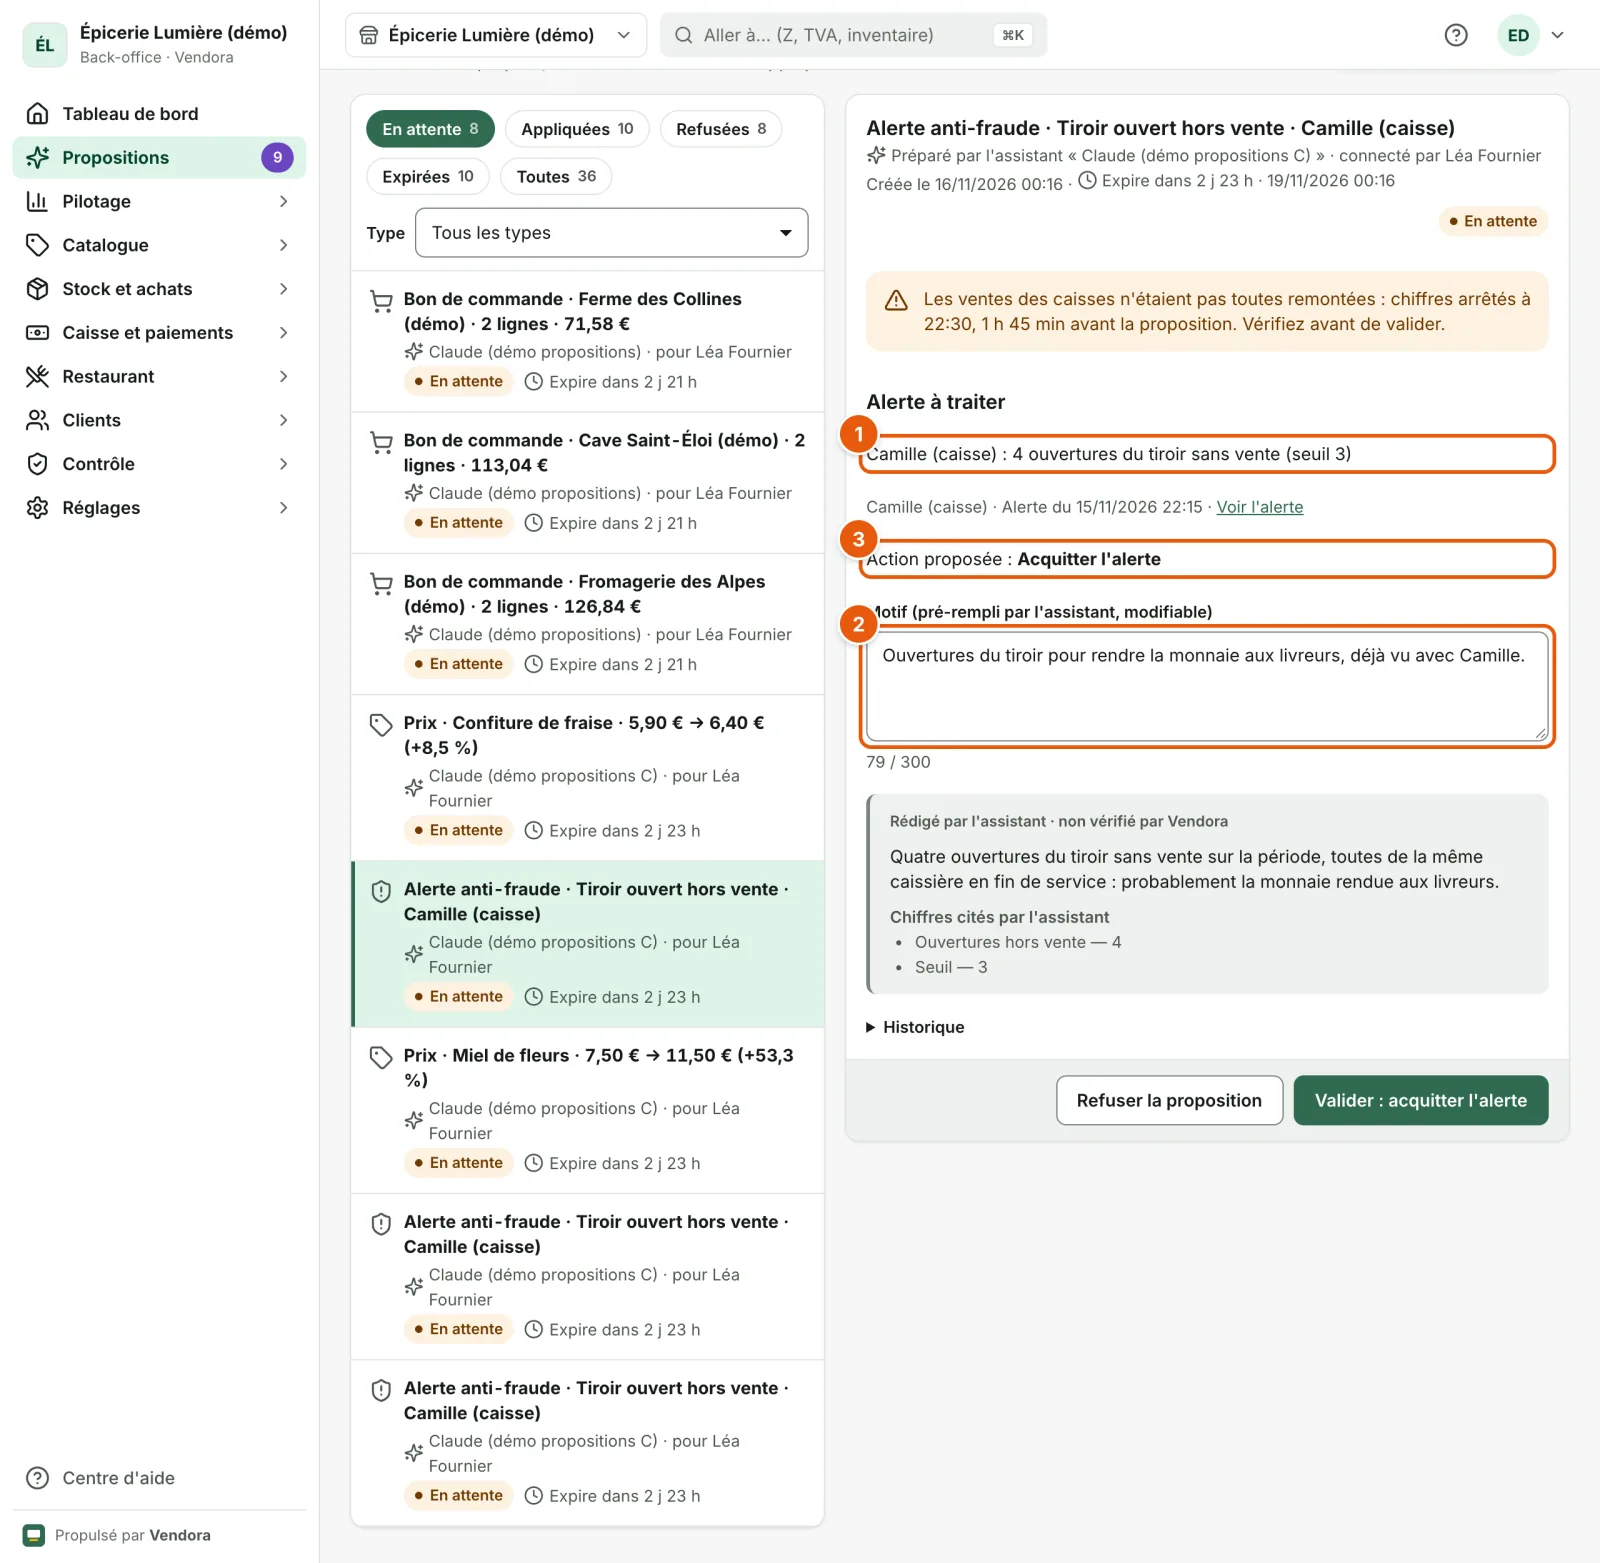 ÉL
Épicerie Lumière (démo)
Back-office · Vendora
Tableau de bord
Propositions 9
Pilotage
Catalogue
Stock et achats
Caisse et paiements
Restaurant
Clients
Contrôle
Réglages
Centre d'aide
Propulsé par Vendora
Épicerie Lumière (démo)
Aller à... (Z, TVA, inventaire) ⌘K
ED
En attente 8
Appliquées 10
Refusées 8
Expirées 10
Toutes 36
Type Tous les types
Bon de commande · Ferme des Collines
(démo) · 2 lignes · 71,58 €
Claude (démo propositions) · pour Léa Fournier
En attente Expire dans 2 j 21 h
Bon de commande · Cave Saint-Éloi (démo) · 2
lignes · 113,04 €
Claude (démo propositions) · pour Léa Fournier
En attente Expire dans 2 j 21 h
Bon de commande · Fromagerie des Alpes
(démo) · 2 lignes · 126,84 €
Claude (démo propositions) · pour Léa Fournier
En attente Expire dans 2 j 21 h
Prix · Confiture de fraise · 5,90 € → 6,40 €
(+8,5 %)
Claude (démo propositions C) · pour Léa
Fournier
En attente Expire dans 2 j 23 h
Alerte anti-fraude · Tiroir ouvert hors vente ·
Camille (caisse)
Claude (démo propositions C) · pour Léa
Fournier
En attente Expire dans 2 j 23 h
Prix · Miel de fleurs · 7,50 € → 11,50 € (+53,3
%)
Claude (démo propositions C) · pour Léa
Fournier
En attente Expire dans 2 j 23 h
Alerte anti-fraude · Tiroir ouvert hors vente ·
Camille (caisse)
Claude (démo propositions C) · pour Léa
Fournier
En attente Expire dans 2 j 23 h
Alerte anti-fraude · Tiroir ouvert hors vente ·
Camille (caisse)
Claude (démo propositions C) · pour Léa
Fournier
En attente Expire dans 2 j 23 h
Alerte anti-fraude · Tiroir ouvert hors vente · Camille (caisse)
Préparé par l'assistant « Claude (démo propositions C) » · connecté par Léa Fournier
Créée le 16/11/2026 00:16 · Expire dans 2 j 23 h · 19/11/2026 00:16
En attente
Les ventes des caisses n'étaient pas toutes remontées : chiffres arrêtés à
22:30, 1 h 45 min avant la proposition. Vérifiez avant de valider.
Alerte à traiter
1
Camille (caisse) : 4 ouvertures du tiroir sans vente (seuil 3)
Camille (caisse) · Alerte du 15/11/2026 22:15 · Voir l'alerte
3
Action proposée : Acquitter l'alerte
Motif (pré-rempli par l'assistant, modifiable)
2
Ouvertures du tiroir pour rendre la monnaie aux livreurs, déjà vu avec Camille.
79 / 300
Rédigé par l'assistant · non vérifié par Vendora
Quatre ouvertures du tiroir sans vente sur la période, toutes de la même
caissière en fin de service : probablement la monnaie rendue aux livreurs.
Chiffres cités par l'assistant
• Ouvertures hors vente — 4
• Seuil — 3
Historique
Refuser la proposition
Valider : acquitter l'alerte